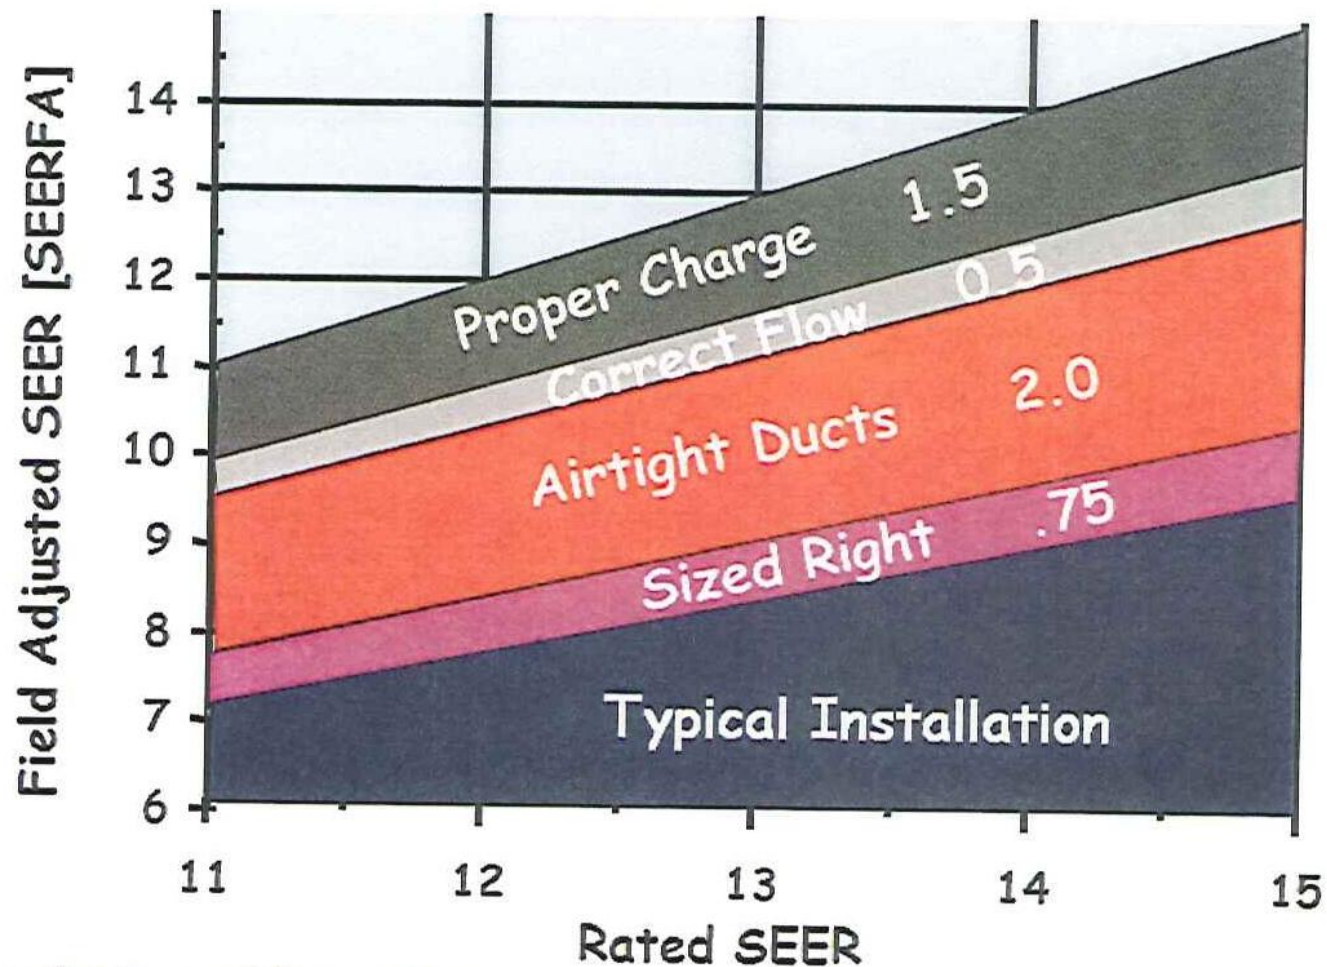 Field Adjusted SEER [SEERFA]
14
13
12
11
10
9
8
7
6
Proper Charge 1.5
Correct Flow 0.5
Airtight Ducts 2.0
Sized Right .75
Typical Installation
11 12 13 14 15
Rated SEER